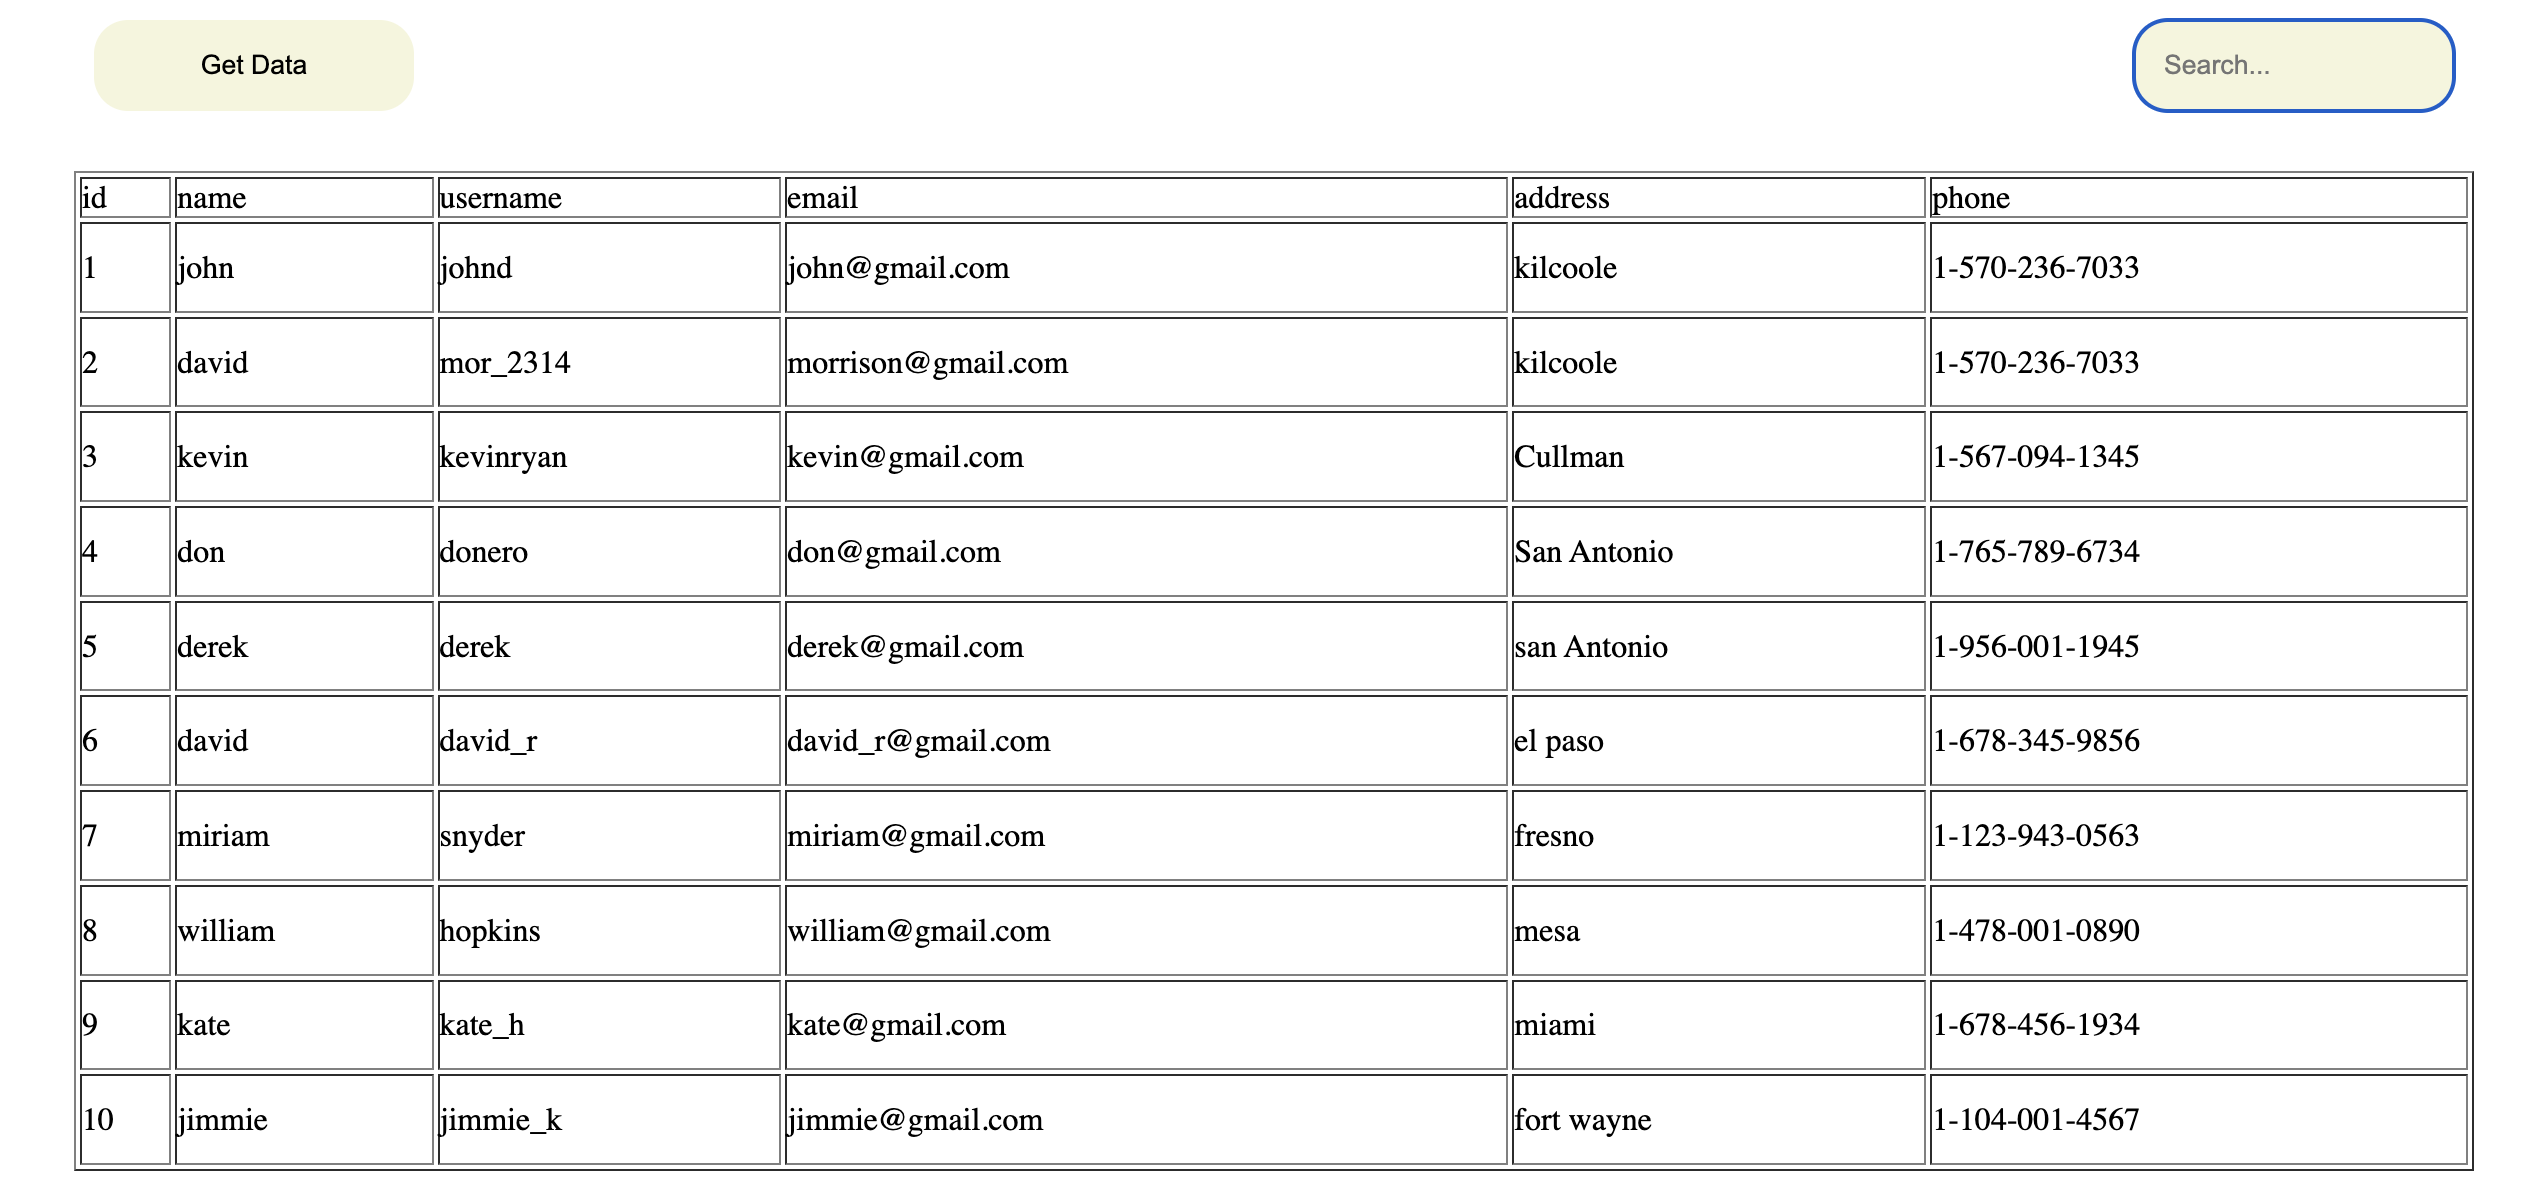 Get Data Search...
id name username email address phone
1 john johnd john@gmail.com kilcoole 1-570-236-7033
2 david mor_2314 morrison@gmail.com kilcoole 1-570-236-7033
3 kevin kevinryan kevin@gmail.com Cullman 1-567-094-1345
4 don donero don@gmail.com San Antonio 1-765-789-6734
5 derek derek derek@gmail.com san Antonio 1-956-001-1945
6 david david_r david_r@gmail.com el paso 1-678-345-9856
7 miriam snyder miriam@gmail.com fresno 1-123-943-0563
8 william hopkins william@gmail.com mesa 1-478-001-0890
9 kate kate_h kate@gmail.com miami 1-678-456-1934
10 jimmie jimmie_k jimmie@gmail.com fort wayne 1-104-001-4567